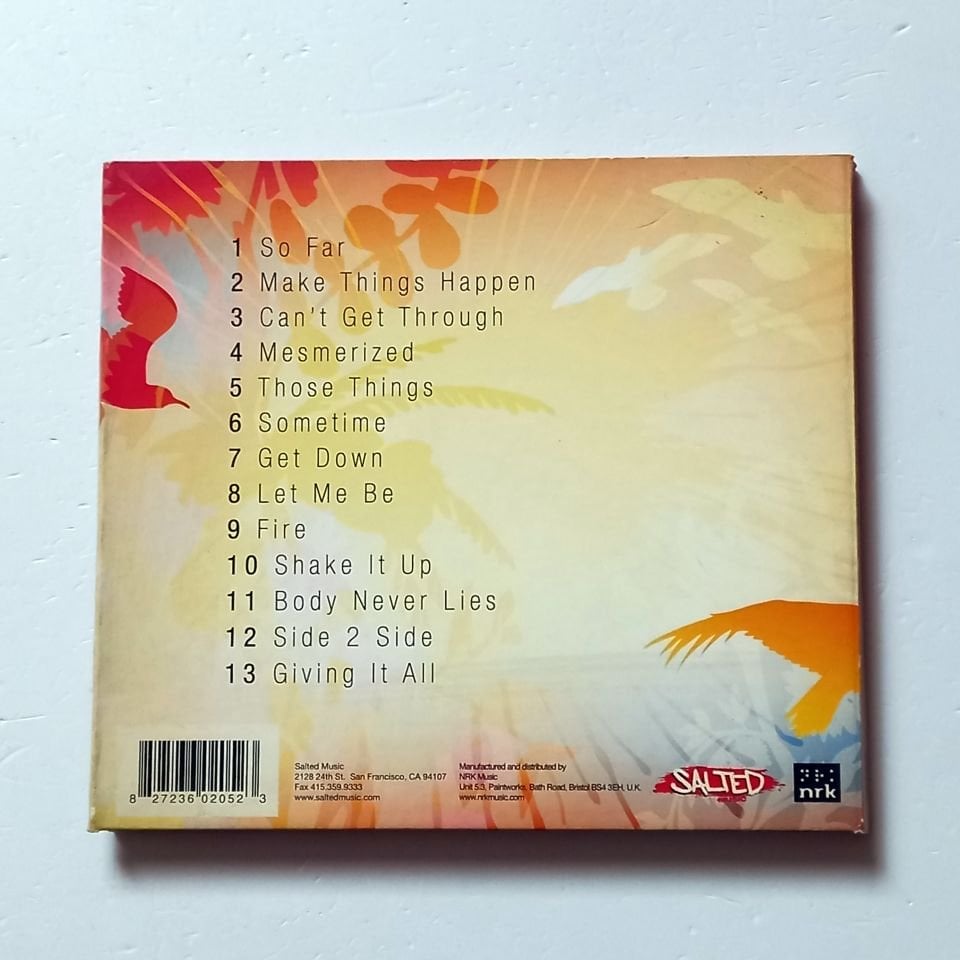 1 So Far
2 Make Things Happen
3 Can't Get Through
4 Mesmerized
5 Those Things
6 Sometime
7 Get Down
8 Let Me Be
9 Fire
10 Shake It Up
11 Body Never Lies
12 Side 2 Side
13 Giving It All
8 27236 02052 3
Salted Music
2128 24th St. San Francisco, CA 94107
Fax 415.359.9333
www.saltedmusic.com
Manufactured and distributed by
NRK Music
Unit 5.3, Paintworks, Bath Road, Bristol BS4 3EH, U.K.
www.nrkmusic.com
SALTED
MUSIC
nrk